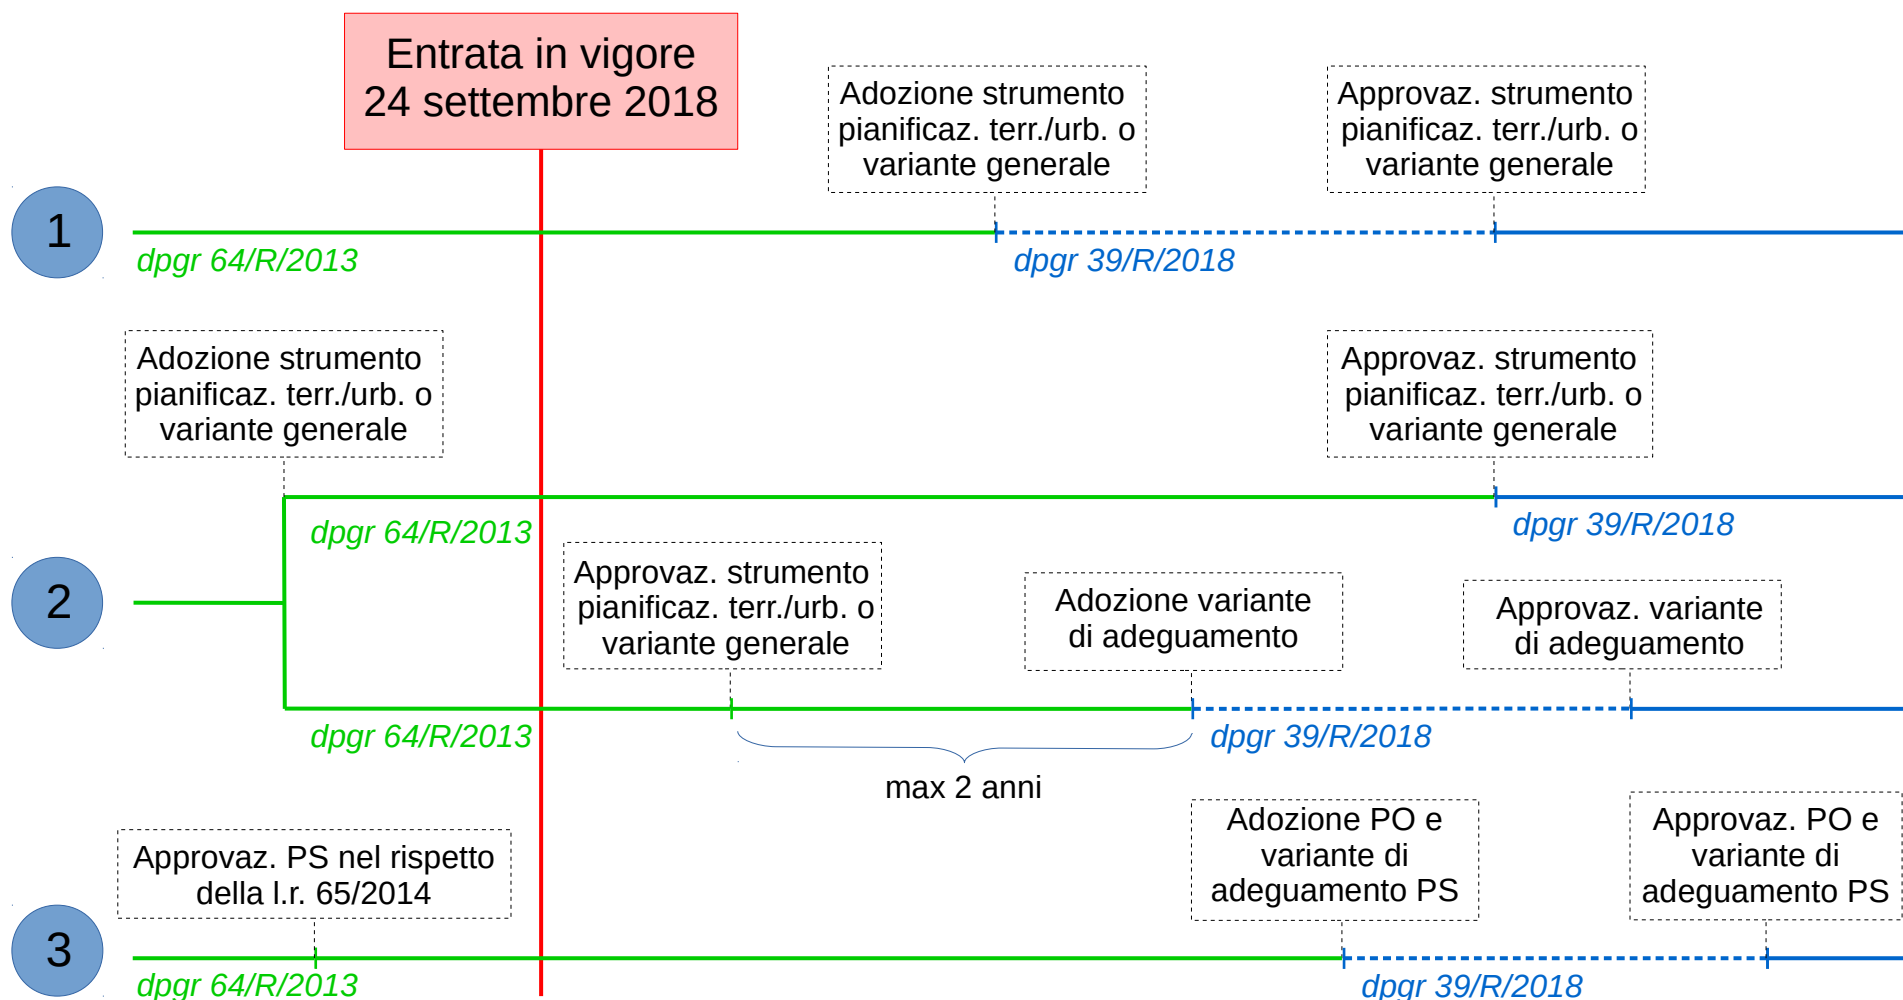 Entrata in vigore
24 settembre 2018
Adozione strumento
pianificaz. terr./urb. o
variante generale
Approvaz. strumento
pianificaz. terr./urb. o
variante generale
1
dpgr 64/R/2013
dpgr 39/R/2018
Adozione strumento
pianificaz. terr./urb. o
variante generale
Approvaz. strumento
pianificaz. terr./urb. o
variante generale
dpgr 64/R/2013
dpgr 39/R/2018
2
Approvaz. strumento
pianificaz. terr./urb. o
variante generale
Adozione variante
di adeguamento
Approvaz. variante
di adeguamento
dpgr 64/R/2013
dpgr 39/R/2018
max 2 anni
Approvaz. PS nel rispetto
della l.r. 65/2014
Adozione PO e
variante di
adeguamento PS
Approvaz. PO e
variante di
adeguamento PS
3
dpgr 64/R/2013
dpgr 39/R/2018